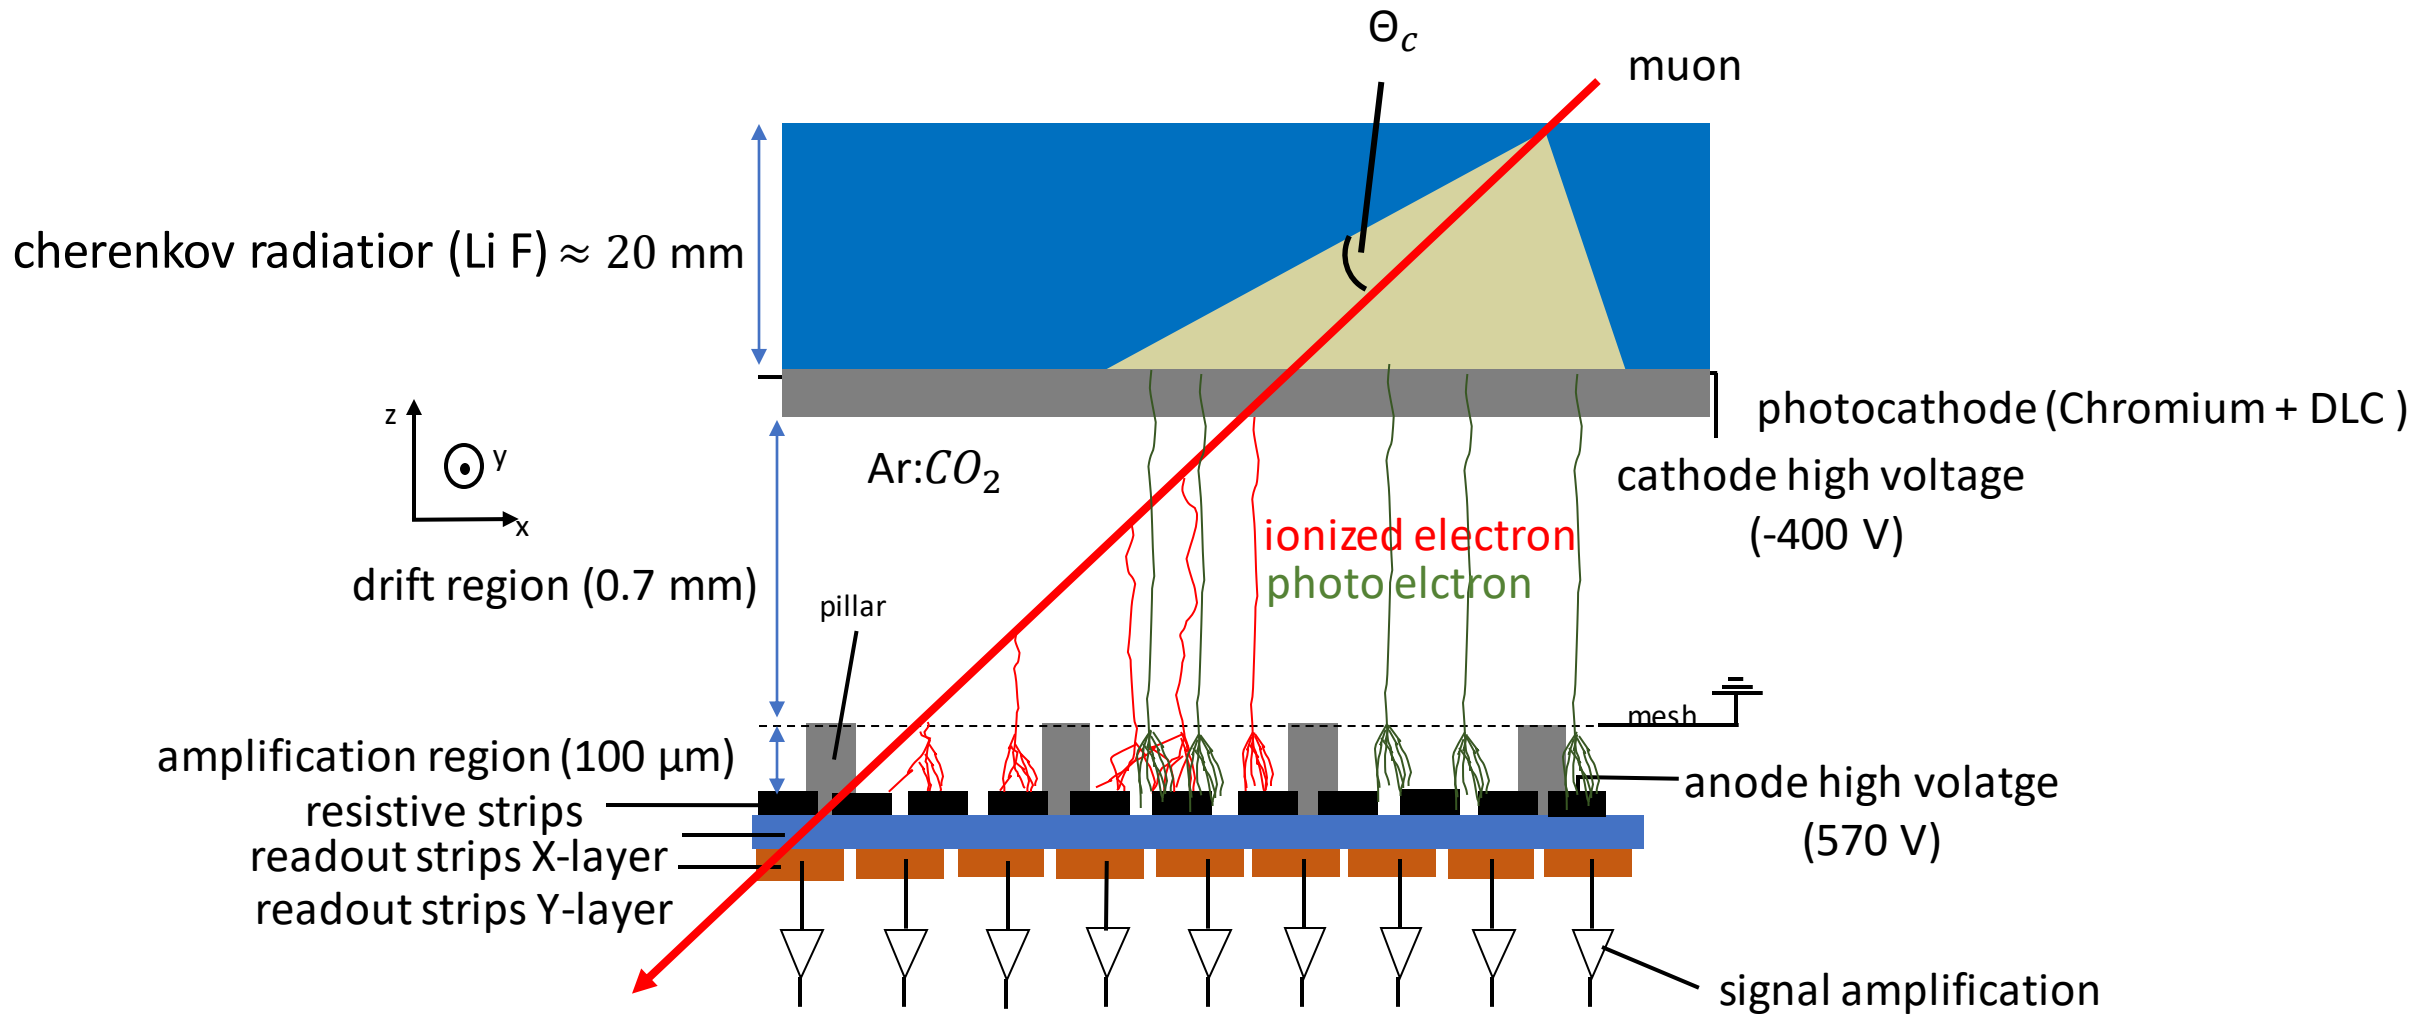 Θc
muon
cherenkov radiatior (Li F) ≈ 20 mm
z
y
x
Ar:CO2
photocathode (Chromium + DLC )
cathode high voltage
(-400 V)
ionized electron
photo elctron
drift region (0.7 mm)
pillar
mesh
amplification region (100 µm)
resistive strips
readout strips X-layer
readout strips Y-layer
anode high volatge
(570 V)
signal amplification